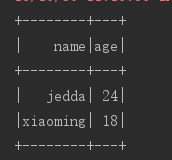 +--------+---+
|    name|age|
+--------+---+
|   jedda| 24|
|xiaoming| 18|
+--------+---+